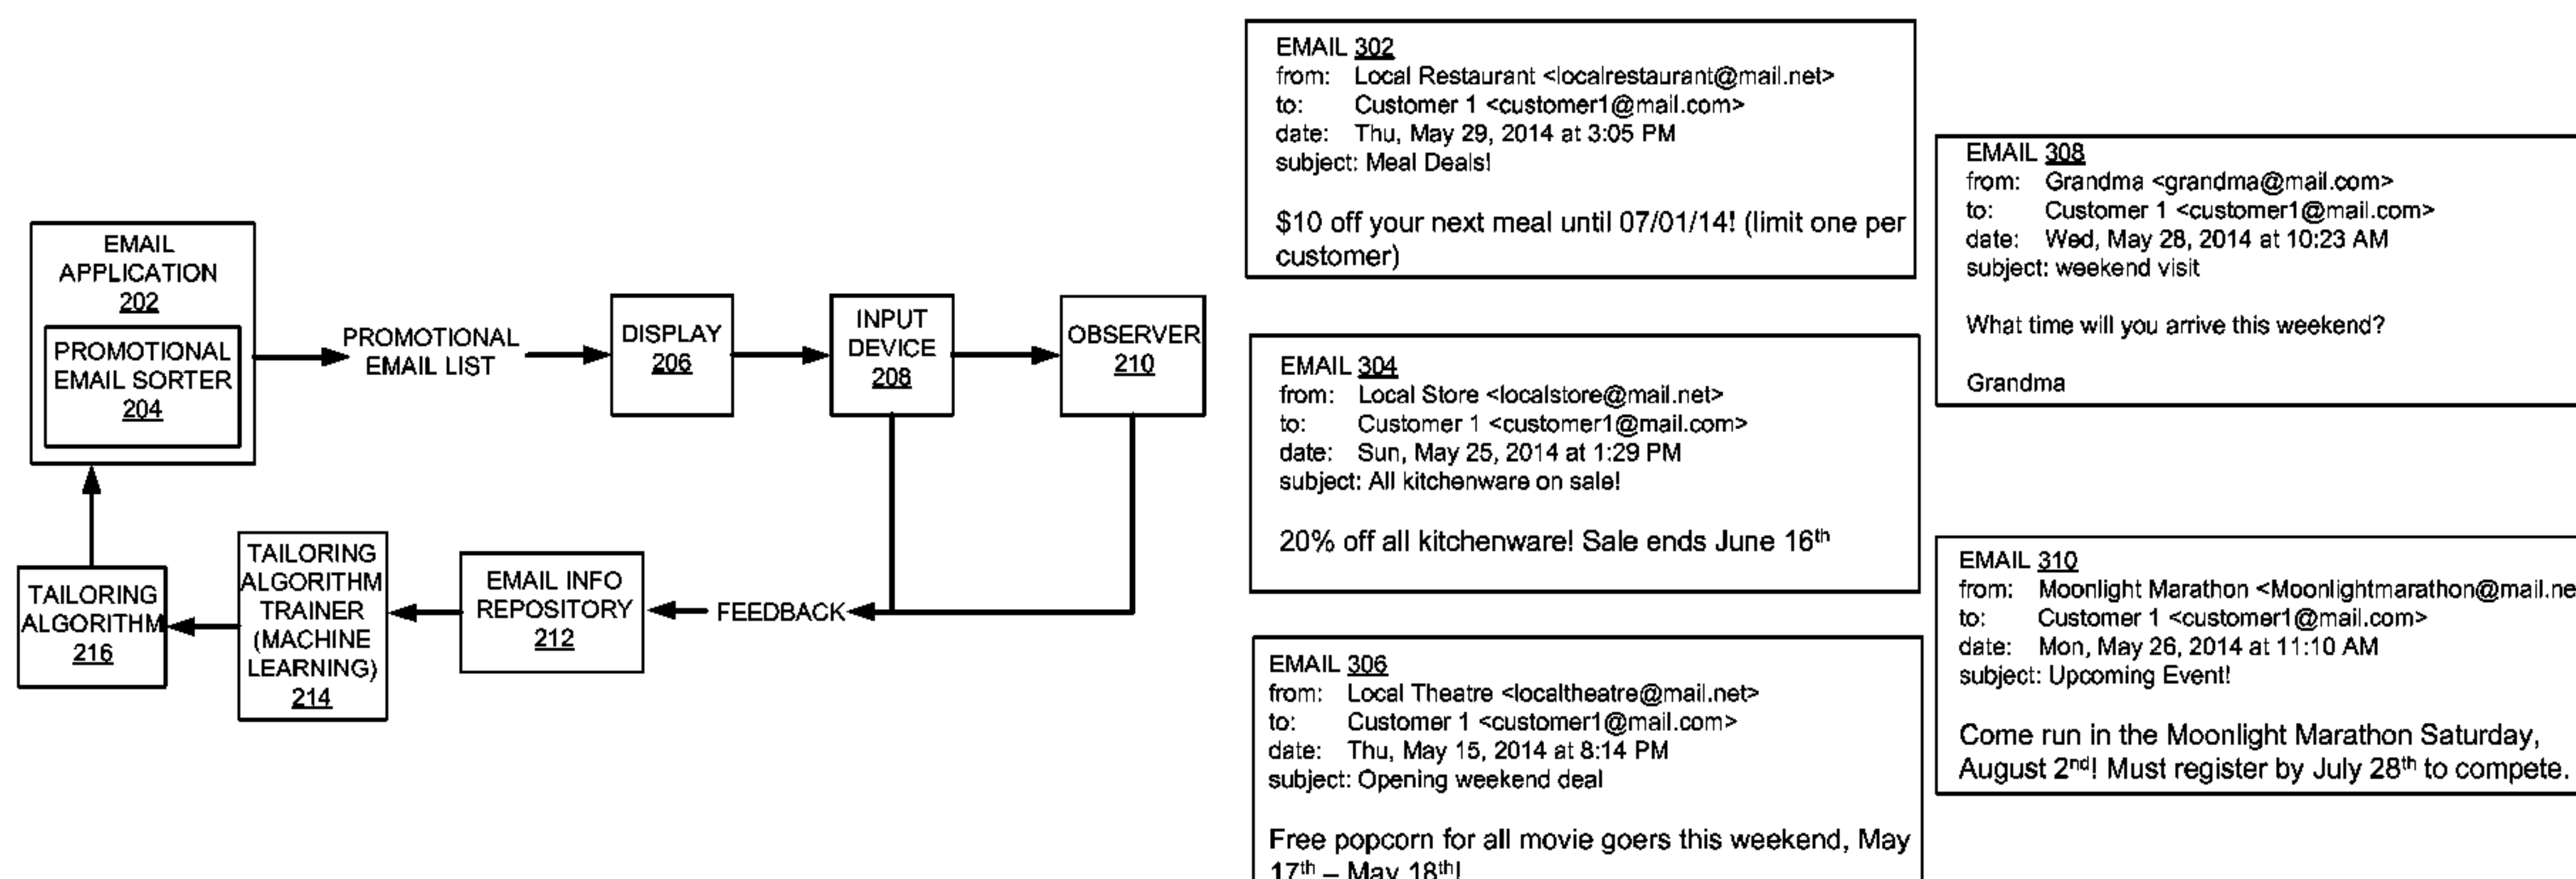 EMAIL
APPLICATION
202
PROMOTIONAL
EMAIL SORTER
204
PROMOTIONAL
EMAIL LIST
DISPLAY
206
INPUT
DEVICE
208
OBSERVER
210
TAILORING
ALGORITHM
216
TAILORING
ALGORITHM
TRAINER
(MACHINE
LEARNING)
214
EMAIL INFO
REPOSITORY
212
FEEDBACK
EMAIL 302
from: Local Restaurant <localrestaurant@mail.net>
to: Customer 1 <customer1@mail.com>
date: Thu, May 29, 2014 at 3:05 PM
subject: Meal Deals!
$10 off your next meal until 07/01/14! (limit one per
customer)
EMAIL 304
from: Local Store <localstore@mail.net>
to: Customer 1 <customer1@mail.com>
date: Sun, May 25, 2014 at 1:29 PM
subject: All kitchenware on sale!
20% off all kitchenware! Sale ends June 16th
EMAIL 306
from: Local Theatre <localtheatre@mail.net>
to: Customer 1 <customer1@mail.com>
date: Thu, May 15, 2014 at 8:14 PM
subject: Opening weekend deal
Free popcorn for all movie goers this weekend, May
17th – May 18th!
EMAIL 308
from: Grandma <grandma@mail.com>
to: Customer 1 <customer1@mail.com>
date: Wed, May 28, 2014 at 10:23 AM
subject: weekend visit
What time will you arrive this weekend?
Grandma
EMAIL 310
from: Moonlight Marathon <Moonlightmarathon@mail.ne
to: Customer 1 <customer1@mail.com>
date: Mon, May 26, 2014 at 11:10 AM
subject: Upcoming Event!
Come run in the Moonlight Marathon Saturday,
August 2nd! Must register by July 28th to compete.